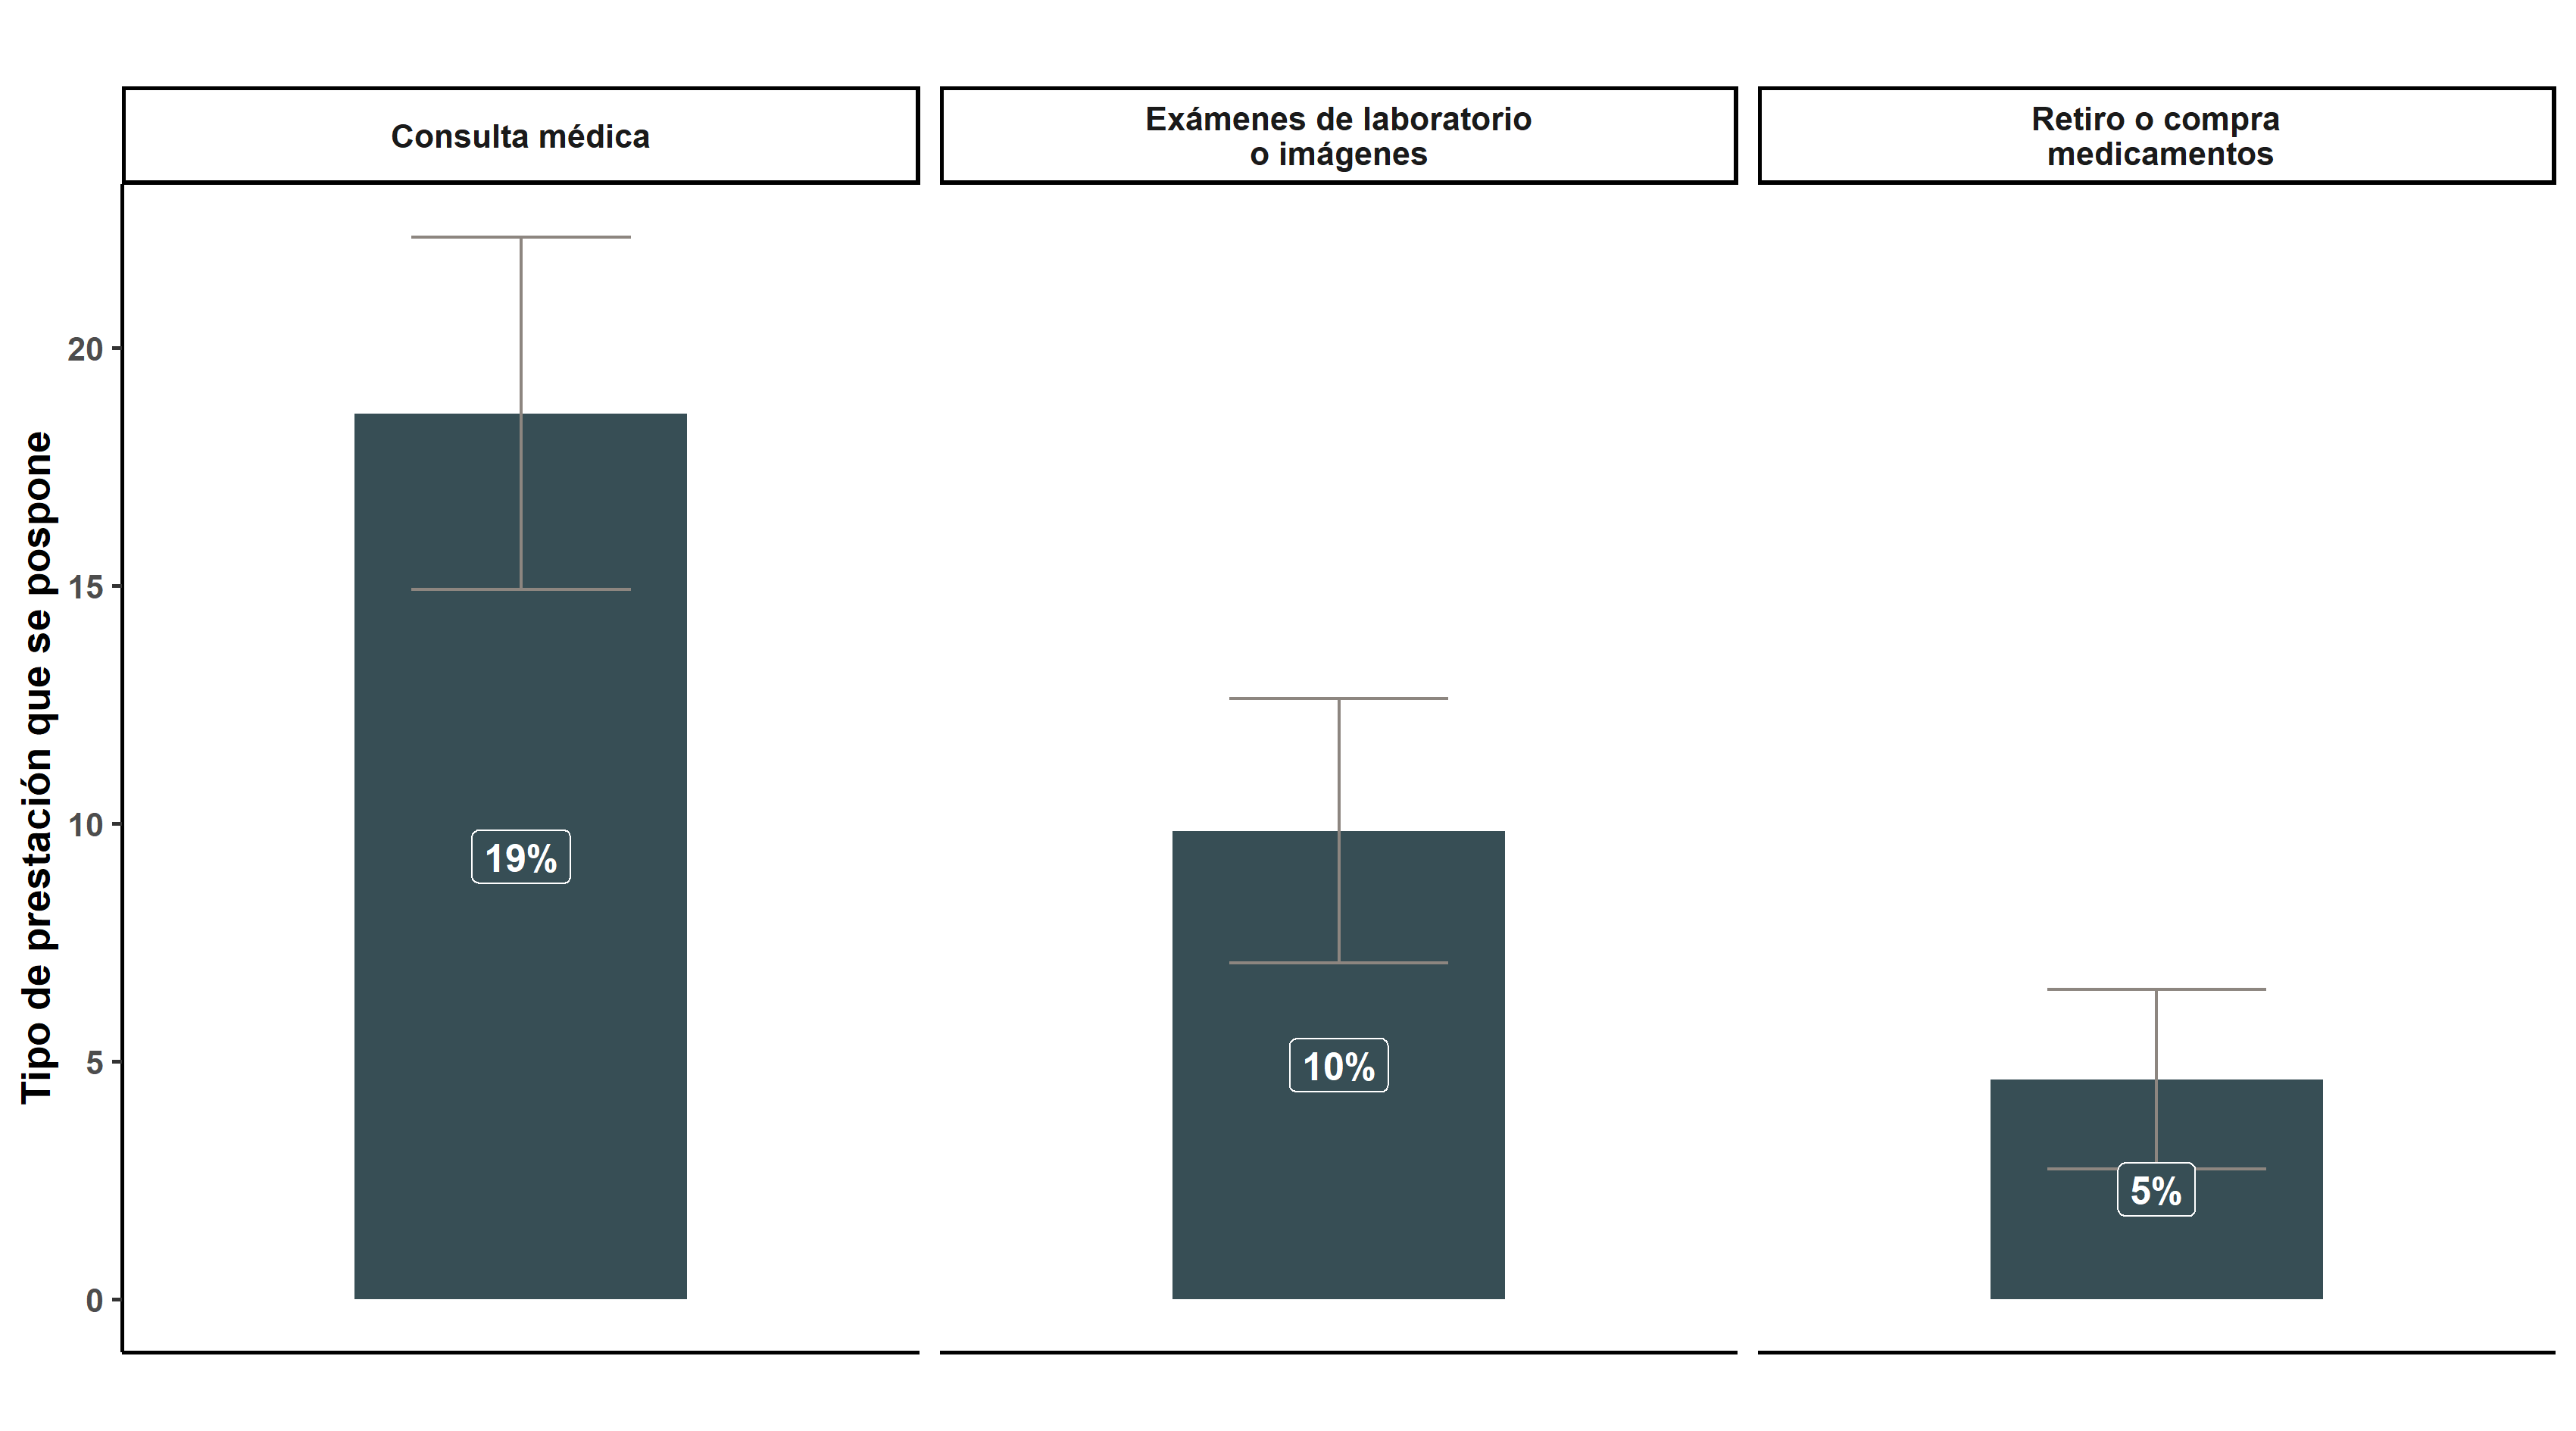 Consulta médica
Exámenes de laboratorio
o imágenes
Retiro o compra
medicamentos
Tipo de prestación que se pospone
20
15
10
5
0
19%
10%
5%